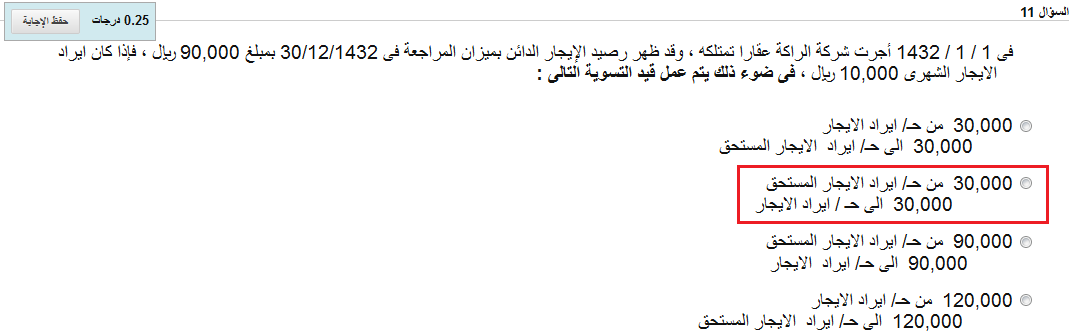 السؤال 11
0.25 درجات
حفظ الإجابة
فى 1 / 1 / 1432 أجرت شركة الراكة عقارا تمتلكه ، وقد ظهر رصيد الإيجار الدائن بميزان المراجعة فى 30/12/1432 بمبلغ 90,000 ريال ، فإذا كان ايراد
الايجار الشهرى 10,000 ريال ، فى ضوء ذلك يتم عمل قيد التسوية التالى :
30,000 من حـ/ ايراد الايجار
30,000 الى حـ/ ايراد الايجار المستحق
30,000 من حـ/ ايراد الايجار المستحق
30,000 الى حـ / ايراد الايجار
90,000 من حـ/ ايراد الايجار المستحق
90,000 الى حـ/ ايراد الايجار
120,000 من حـ/ ايراد الايجار
120,000 الى حـ/ ايراد الايجار المستحق